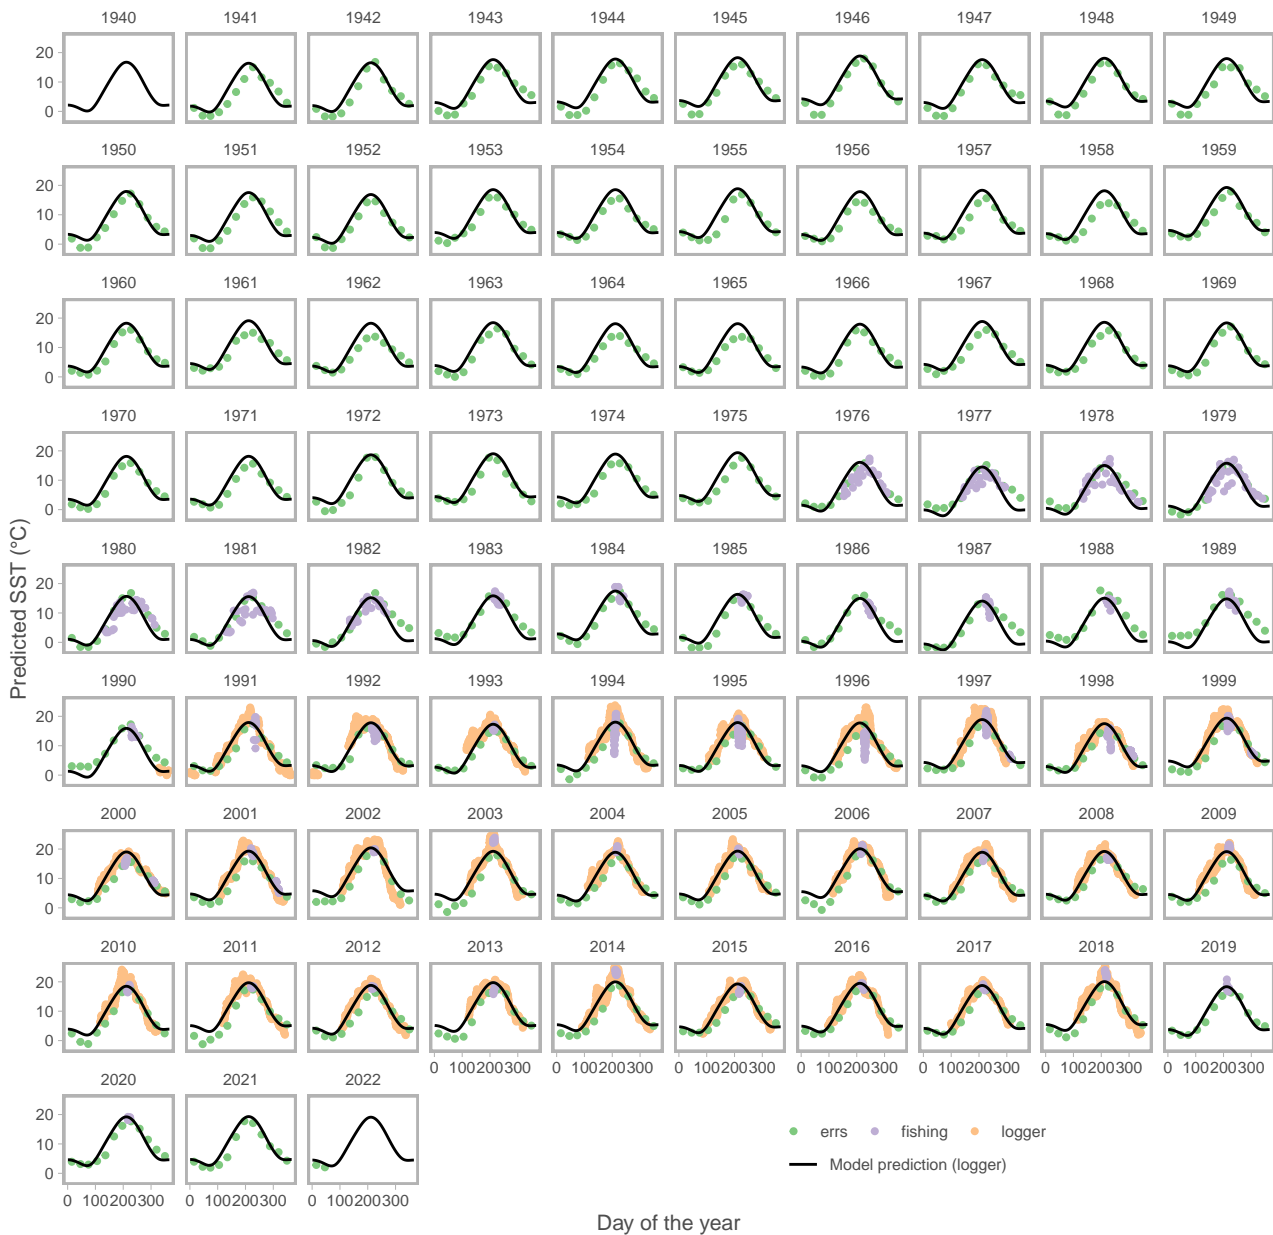 1940 1941 1942 1943 1944 1945 1946 1947 1948 1949
20
10
0
1950 1951 1952 1953 1954 1955 1956 1957 1958 1959
20
10
0
1960 1961 1962 1963 1964 1965 1966 1967 1968 1969
20
10
0
1970 1971 1972 1973 1974 1975 1976 1977 1978 1979
20
10
0
Predicted SST (°C)
1980 1981 1982 1983 1984 1985 1986 1987 1988 1989
20
10
0
1990 1991 1992 1993 1994 1995 1996 1997 1998 1999
20
10
0
2000 2001 2002 2003 2004 2005 2006 2007 2008 2009
20
10
0
2010 2011 2012 2013 2014 2015 2016 2017 2018 2019
20
10
0
0 100200300 0 100200300 0 100200300 0 100200300 0 100200300 0 100200300 0 100200300
2020 2021 2022
20
10
0
0 100200300 0 100200300 0 100200300
errs fishing logger
Model prediction (logger)
Day of the year